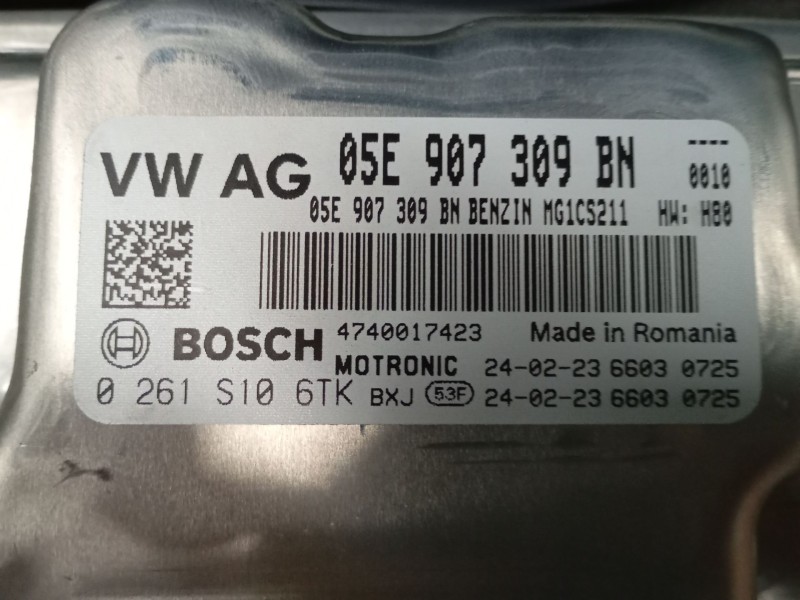 VW AG 05E 907 309 BN ----
0010
05E 907 309 BN BENZIN MG1CS211 HW: H80
BOSCH 4740017423 Made in Romania
MOTRONIC 24-02-23 6603 0725
0 261 S10 6TK BXJ 53F 24-02-23 6603 0725